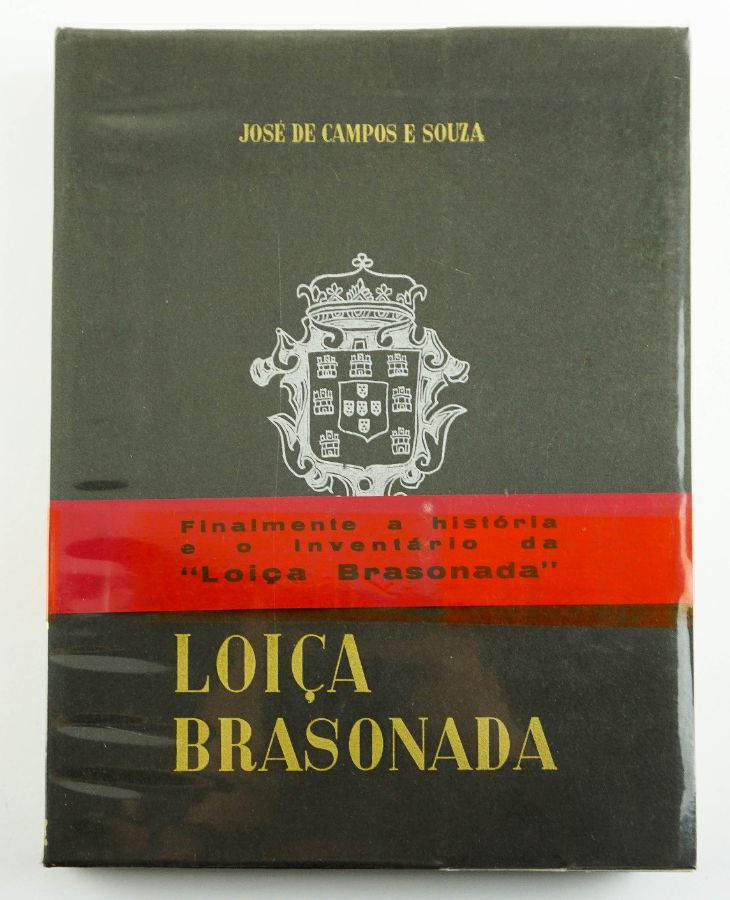 JOSÉ DE CAMPOS E SOUZA
Finalmente a história
e o inventário da
"Loiça Brasonada"
LOIÇA
BRASONADA